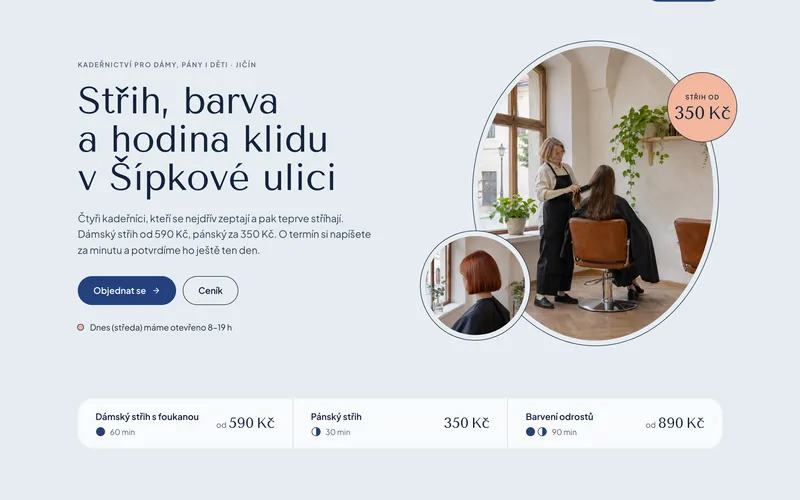 KADEŘNICTVÍ PRO DÁMY, PÁNY I DĚTI · JIČÍN
Střih, barva
a hodina klidu
v Šípkové ulici
Čtyři kadeřníci, kteří se nejdřív zeptají a pak teprve stříhají.
Dámský střih od 590 Kč, pánský za 350 Kč. O termín si napíšete
za minutu a potvrdíme ho ještě ten den.
Objednat se →
Ceník
Dnes (středa) máme otevřeno 8–19 h
STŘIH OD
350 Kč
Dámský střih s foukanou
60 min
od 590 Kč
Pánský střih
30 min
350 Kč
Barvení odrostů
90 min
od 890 Kč